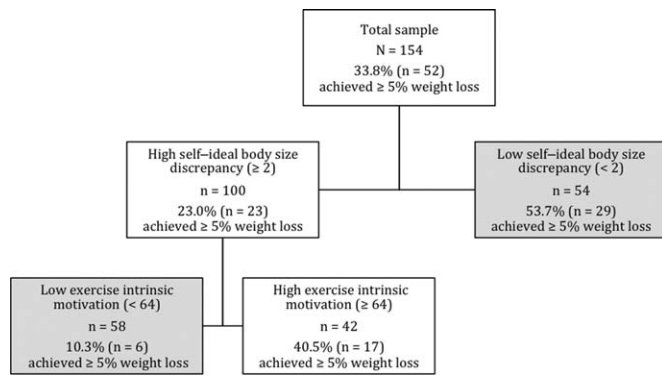 Total sample
N = 154
33.8% (n = 52)
achieved ≥ 5% weight loss
High self–ideal body size
discrepancy (≥ 2)
n = 100
23.0% (n = 23)
achieved ≥ 5% weight loss
Low self–ideal body size
discrepancy (< 2)
n = 54
53.7% (n = 29)
achieved ≥ 5% weight loss
Low exercise intrinsic
motivation (< 64)
n = 58
10.3% (n = 6)
achieved ≥ 5% weight loss
High exercise intrinsic
motivation (≥ 64)
n = 42
40.5% (n = 17)
achieved ≥ 5% weight loss